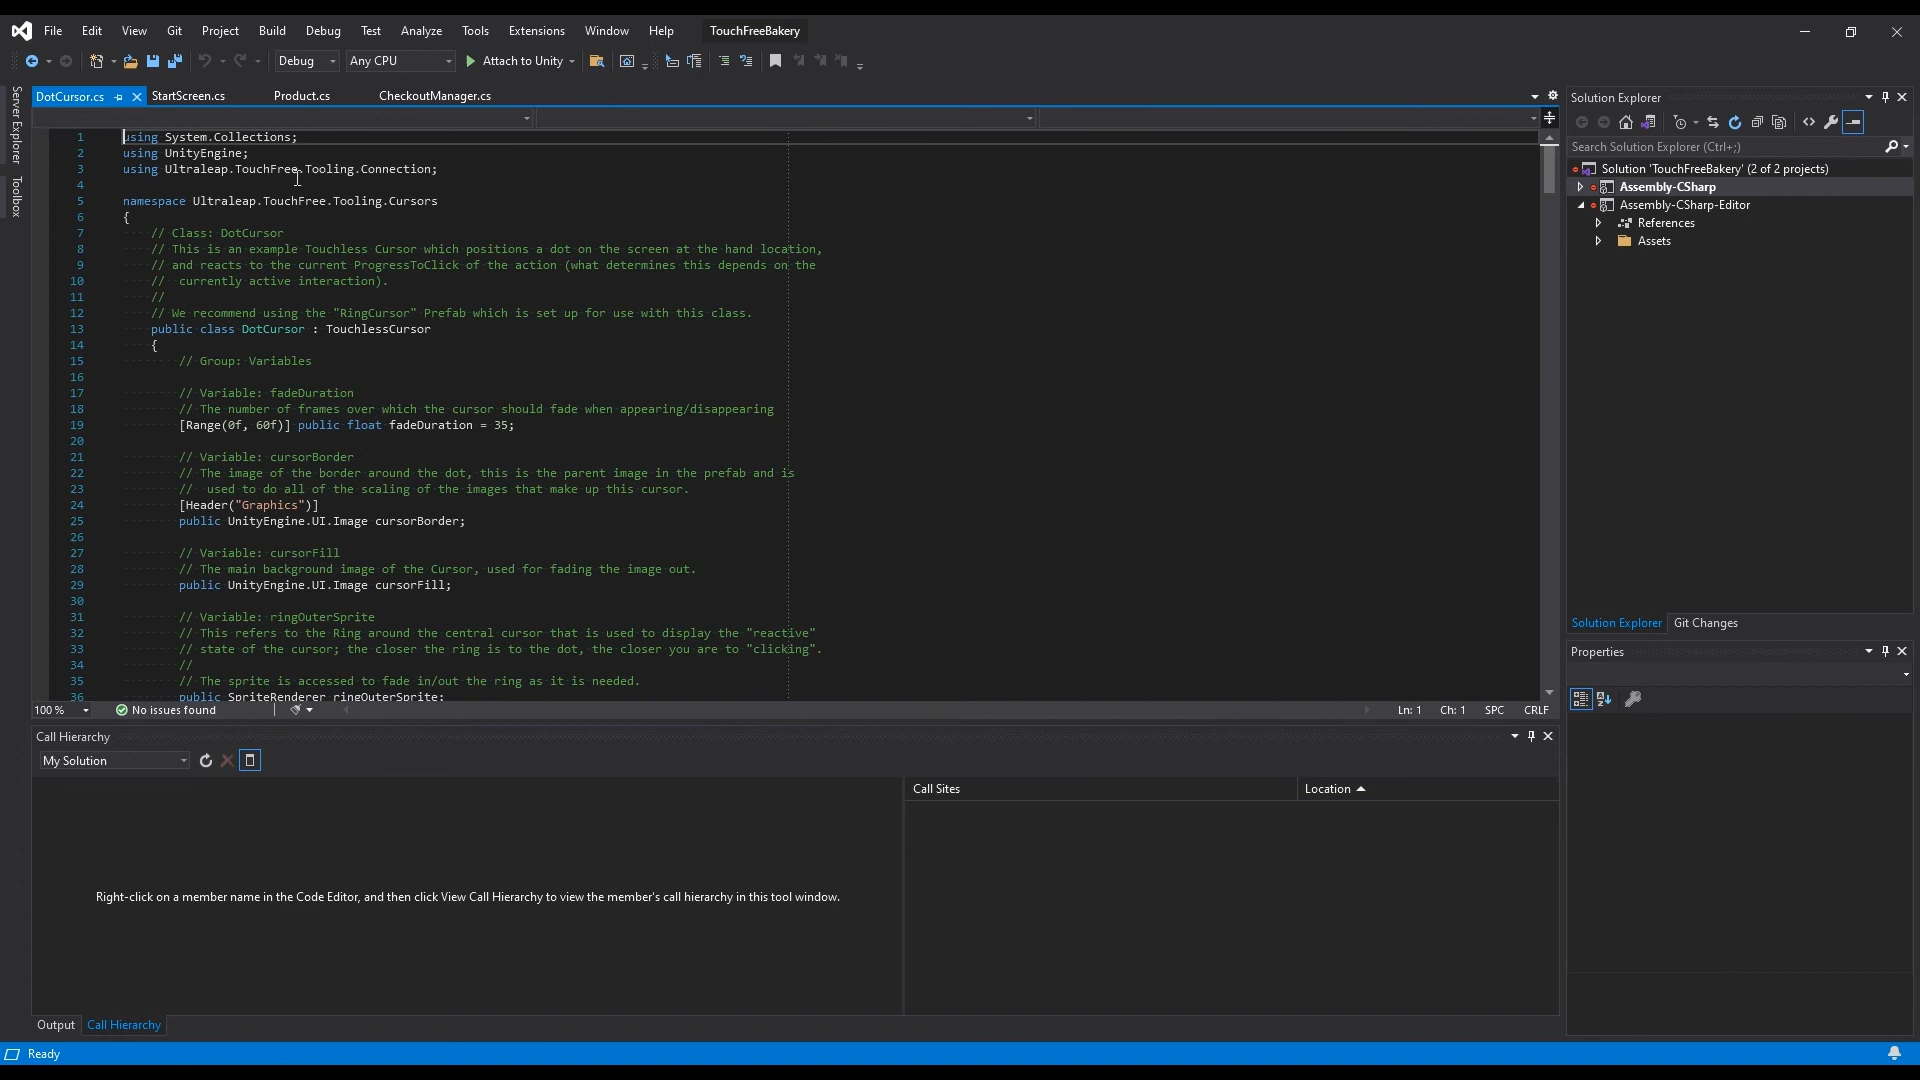 File Edit View Git Project Build Debug Test Analyze Tools Extensions Window Help TouchFreeBakery
Debug Any CPU Attach to Unity
Server Explorer
Toolbox
DotCursor.cs StartScreen.cs Product.cs CheckoutManager.cs
1 using System.Collections;
2 using UnityEngine;
3 using Ultraleap.TouchFree.Tooling.Connection;
4
5 namespace Ultraleap.TouchFree.Tooling.Cursors
6 {
7 // Class: DotCursor
8 // This is an example Touchless Cursor which positions a dot on the screen at the hand location,
9 // and reacts to the current ProgressToClick of the action (what determines this depends on the
10 // currently active interaction).
11 //
12 // We recommend using the "RingCursor" Prefab which is set up for use with this class.
13 public class DotCursor : TouchlessCursor
14 {
15 // Group: Variables
16
17 // Variable: fadeDuration
18 // The number of frames over which the cursor should fade when appearing/disappearing
19 [Range(0f, 60f)] public float fadeDuration = 35;
20
21 // Variable: cursorBorder
22 // The image of the border around the dot, this is the parent image in the prefab and is
23 // used to do all of the scaling of the images that make up this cursor.
24 [Header("Graphics")]
25 public UnityEngine.UI.Image cursorBorder;
26
27 // Variable: cursorFill
28 // The main background image of the Cursor, used for fading the image out.
29 public UnityEngine.UI.Image cursorFill;
30
31 // Variable: ringOuterSprite
32 // This refers to the Ring around the central cursor that is used to display the "reactive"
33 // state of the cursor; the closer the ring is to the dot, the closer you are to "clicking".
34 //
35 // The sprite is accessed to fade in/out the ring as it is needed.
36 public SpriteRenderer ringOuterSprite;
100 % No issues found Ln: 1 Ch: 1 SPC CRLF
Call Hierarchy
My Solution
Call Sites Location
Right-click on a member name in the Code Editor, and then click View Call Hierarchy to view the member's call hierarchy in this tool window.
Output Call Hierarchy
Ready
Solution Explorer
Search Solution Explorer (Ctrl+;)
Solution 'TouchFreeBakery' (2 of 2 projects)
Assembly-CSharp
Assembly-CSharp-Editor
References
Assets
Solution Explorer Git Changes
Properties